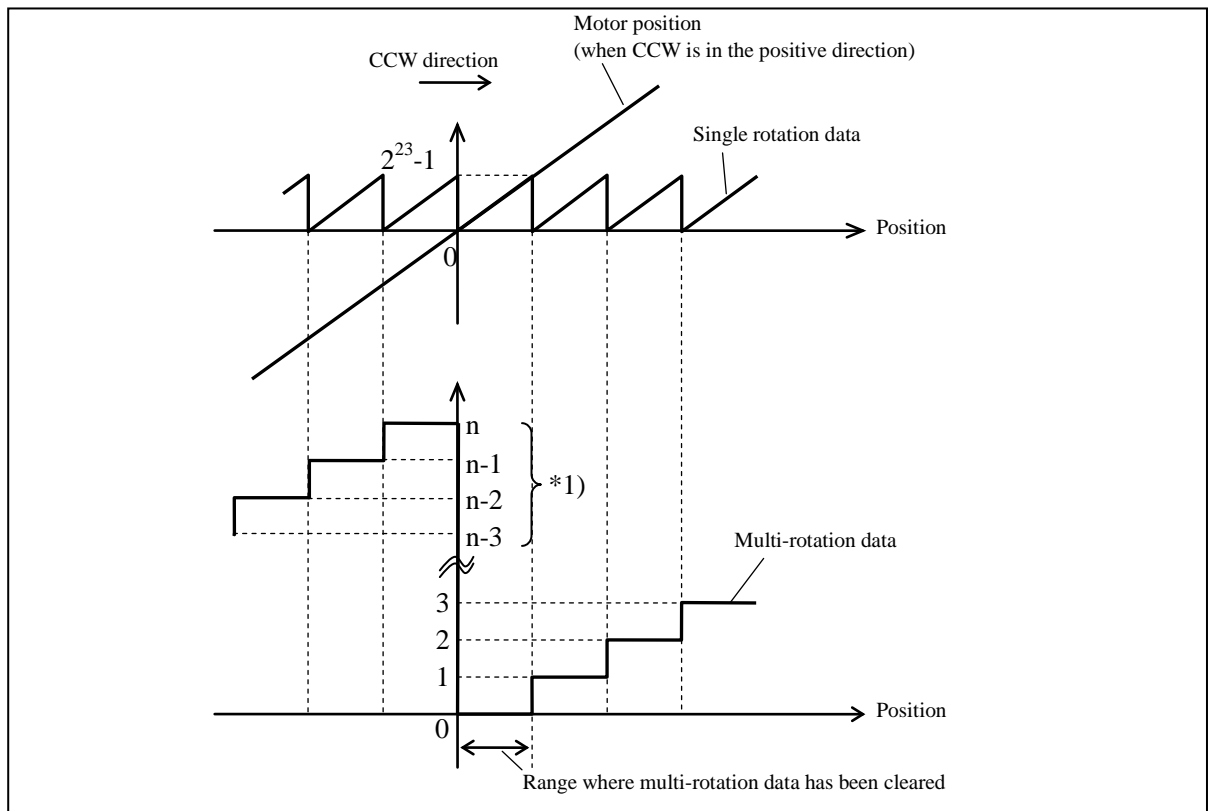 Motor position
(when CCW is in the positive direction)
CCW direction
Single rotation data
2^23-1
Position
0
n
n-1
*1)
n-2
n-3
Multi-rotation data
3
2
1
Position
0
Range where multi-rotation data has been cleared